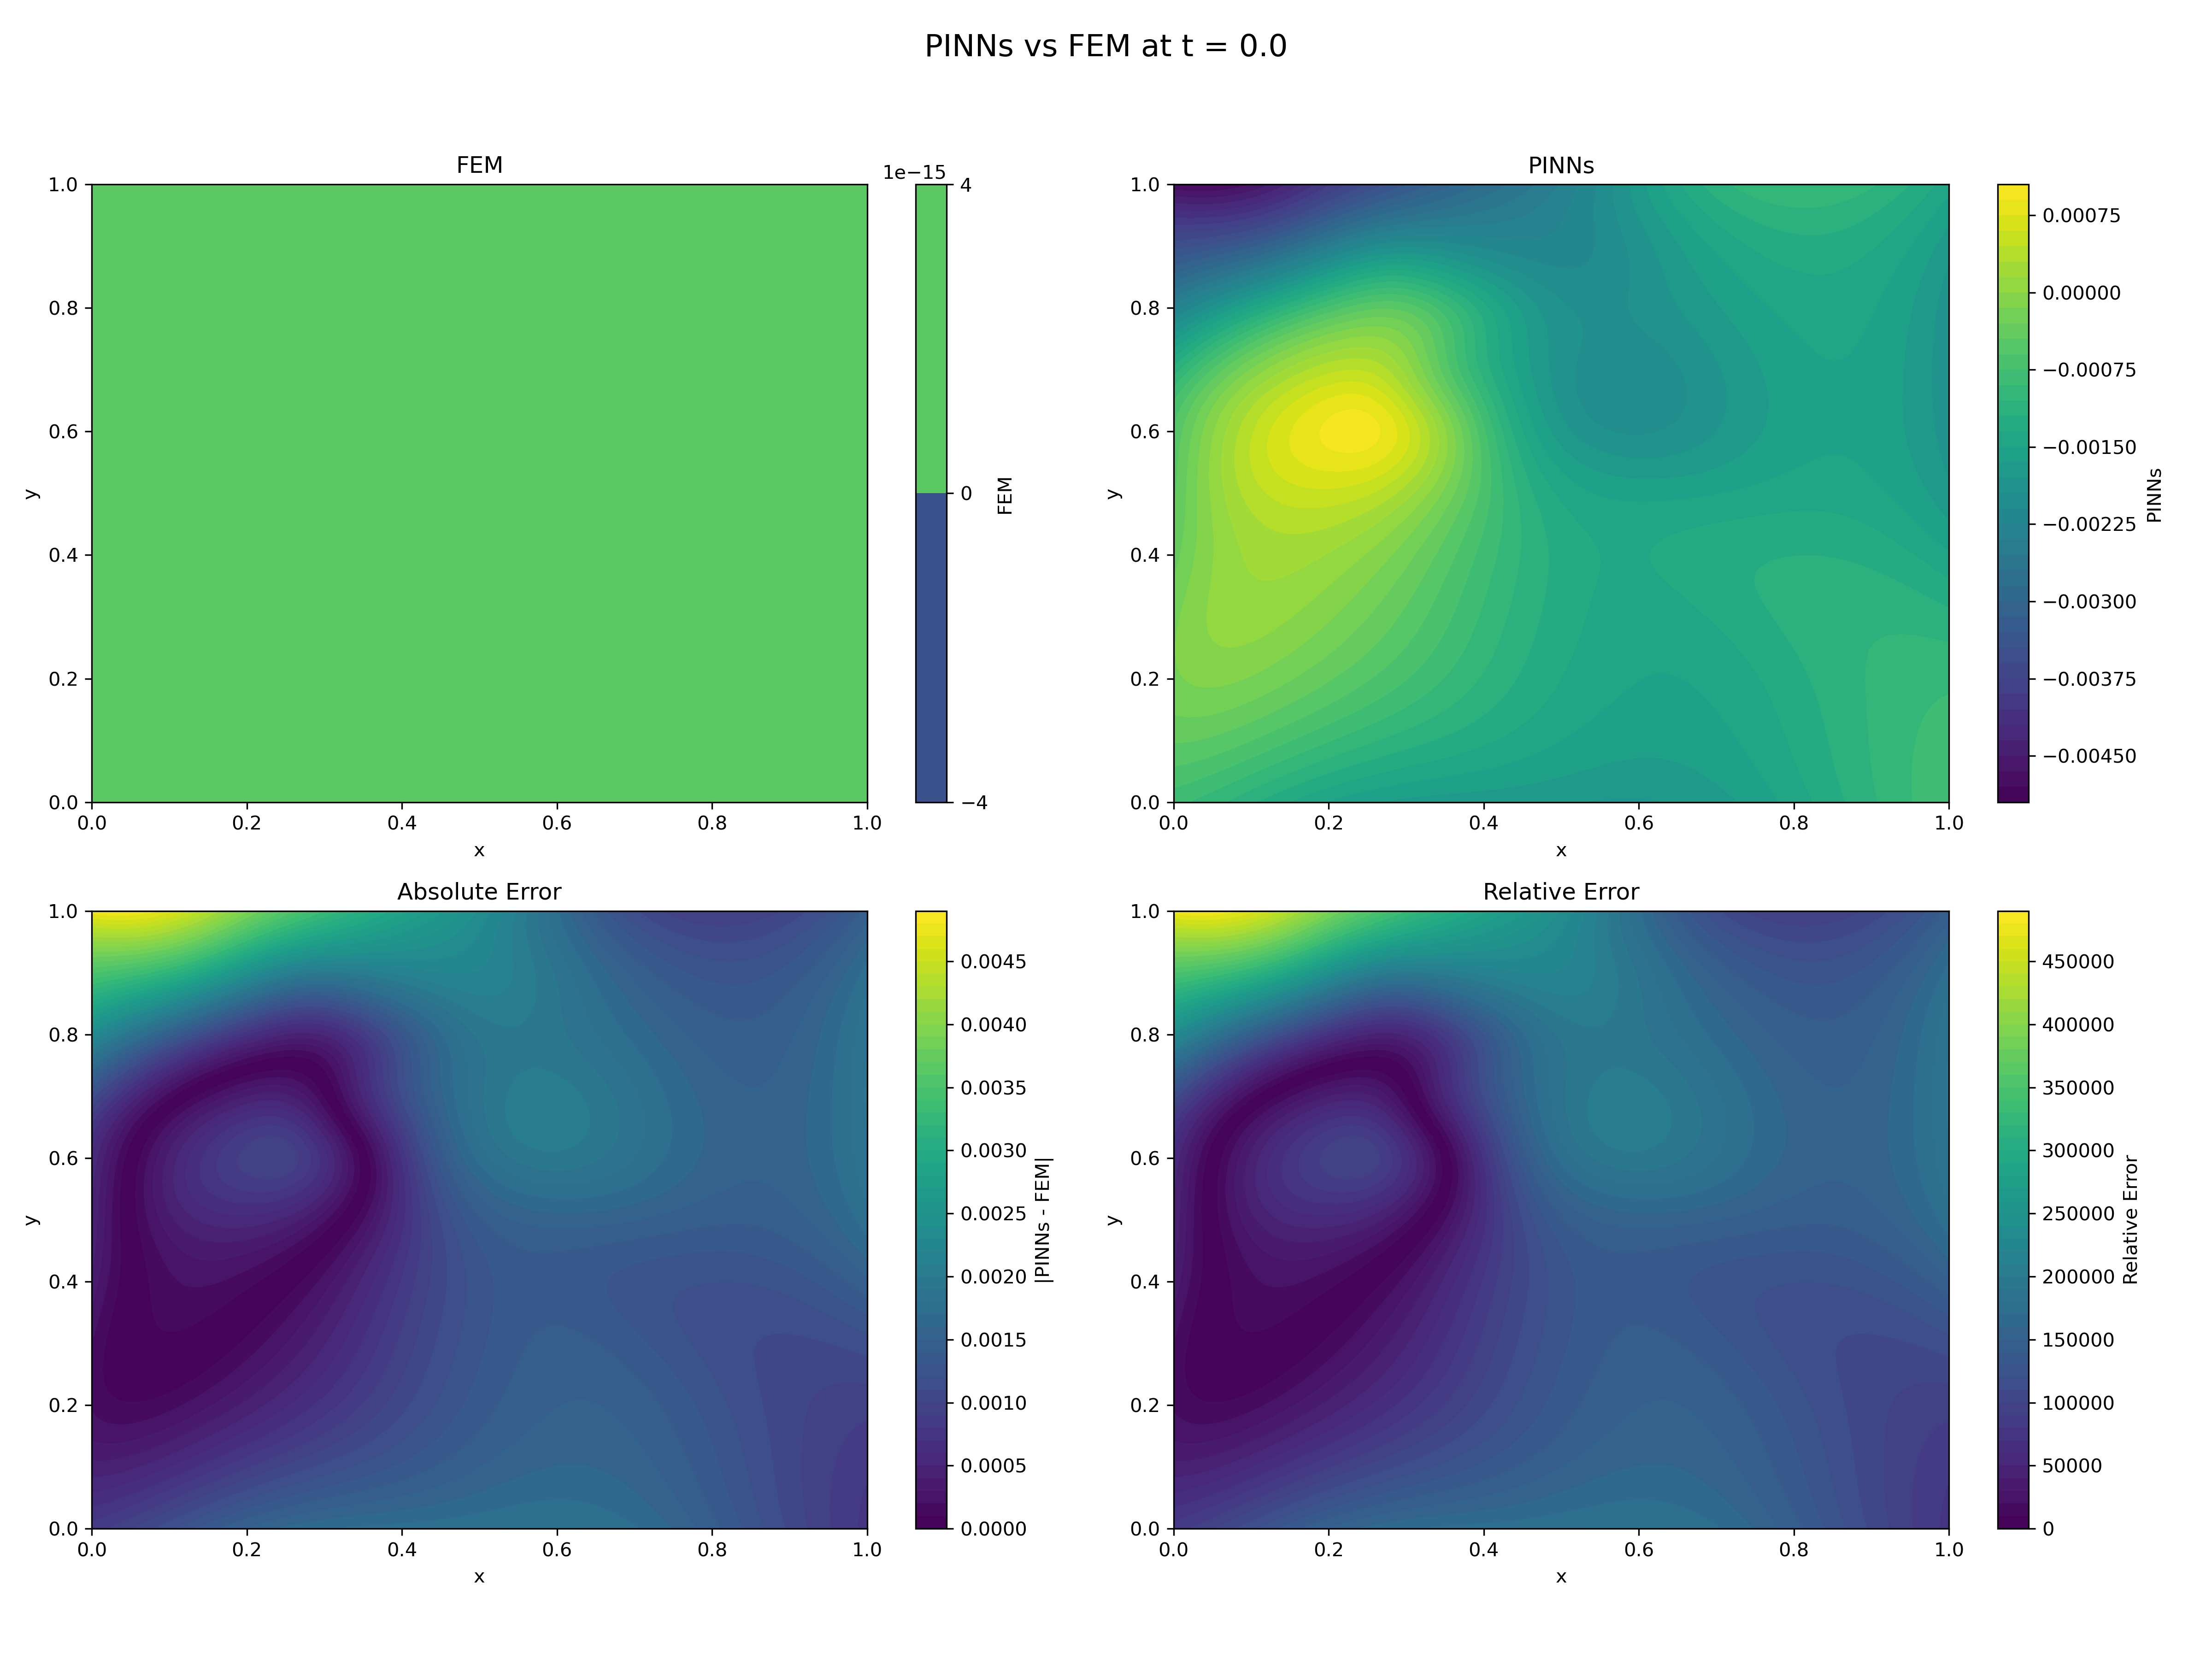 PINNs vs FEM at t = 0.0
FEM
1e−15
1.0
0.8
0.6
0.4
0.2
0.0
y
0.0 0.2 0.4 0.6 0.8 1.0
x
4
0
−4
FEM
PINNs
1.0
0.8
0.6
0.4
0.2
0.0
y
0.0 0.2 0.4 0.6 0.8 1.0
x
0.00075
0.00000
−0.00075
−0.00150
−0.00225
−0.00300
−0.00375
−0.00450
PINNs
Absolute Error
1.0
0.8
0.6
0.4
0.2
0.0
y
0.0 0.2 0.4 0.6 0.8 1.0
x
0.0045
0.0040
0.0035
0.0030
0.0025
0.0020
0.0015
0.0010
0.0005
0.0000
|PINNs - FEM|
Relative Error
1.0
0.8
0.6
0.4
0.2
0.0
y
0.0 0.2 0.4 0.6 0.8 1.0
x
450000
400000
350000
300000
250000
200000
150000
100000
50000
0
Relative Error